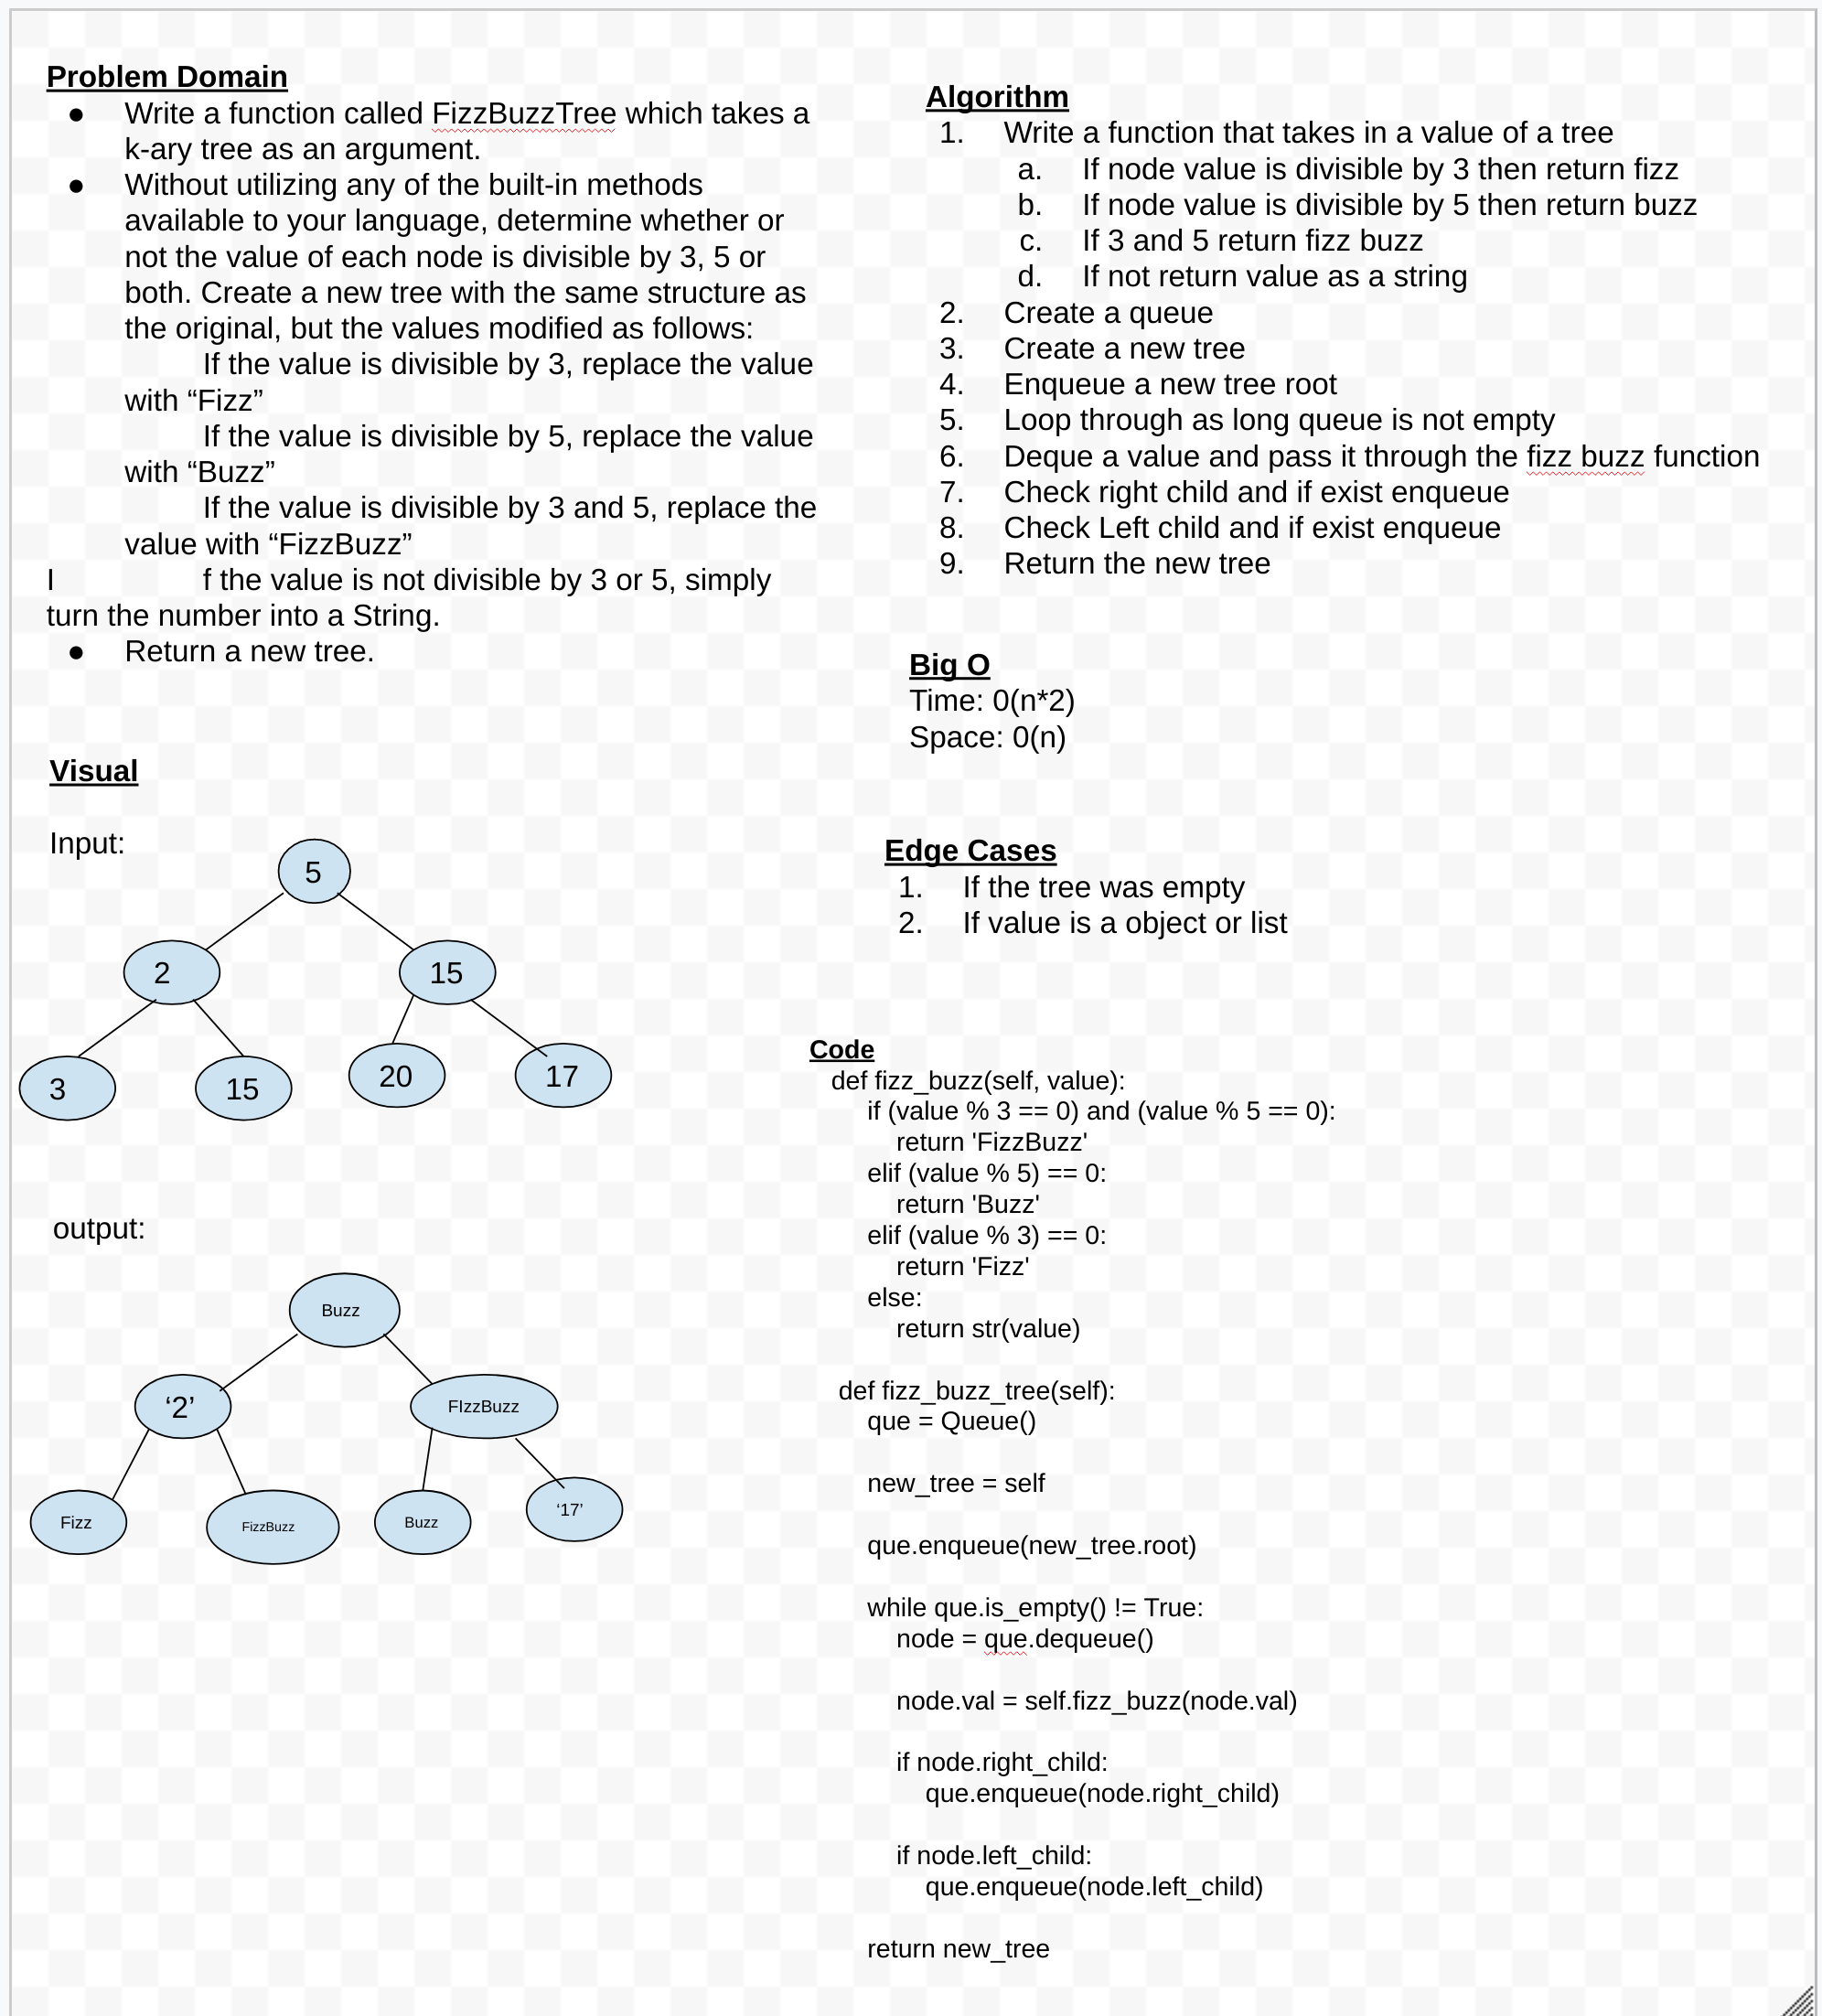 Problem Domain
● Write a function called FizzBuzzTree which takes a
k-ary tree as an argument.
● Without utilizing any of the built-in methods
available to your language, determine whether or
not the value of each node is divisible by 3, 5 or
both. Create a new tree with the same structure as
the original, but the values modified as follows:
If the value is divisible by 3, replace the value
with “Fizz”
If the value is divisible by 5, replace the value
with “Buzz”
If the value is divisible by 3 and 5, replace the
value with “FizzBuzz”
I f the value is not divisible by 3 or 5, simply
turn the number into a String.
● Return a new tree.
Visual
Input:
5
2
15
3
15
20
17
output:
Buzz
‘2’
FIzzBuzz
Fizz
FizzBuzz
Buzz
‘17’
Algorithm
1. Write a function that takes in a value of a tree
a. If node value is divisible by 3 then return fizz
b. If node value is divisible by 5 then return buzz
c. If 3 and 5 return fizz buzz
d. If not return value as a string
2. Create a queue
3. Create a new tree
4. Enqueue a new tree root
5. Loop through as long queue is not empty
6. Deque a value and pass it through the fizz buzz function
7. Check right child and if exist enqueue
8. Check Left child and if exist enqueue
9. Return the new tree
Big O
Time: 0(n*2)
Space: 0(n)
Edge Cases
1. If the tree was empty
2. If value is a object or list
Code
def fizz_buzz(self, value):
if (value % 3 == 0) and (value % 5 == 0):
return 'FizzBuzz'
elif (value % 5) == 0:
return 'Buzz'
elif (value % 3) == 0:
return 'Fizz'
else:
return str(value)
def fizz_buzz_tree(self):
que = Queue()
new_tree = self
que.enqueue(new_tree.root)
while que.is_empty() != True:
node = que.dequeue()
node.val = self.fizz_buzz(node.val)
if node.right_child:
que.enqueue(node.right_child)
if node.left_child:
que.enqueue(node.left_child)
return new_tree